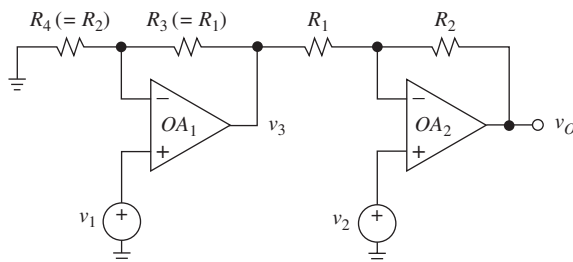 R4 (= R2) R3 (= R1) R1 R2
− −
OA1 v3 OA2 vO
+ +
v1 + v2 +